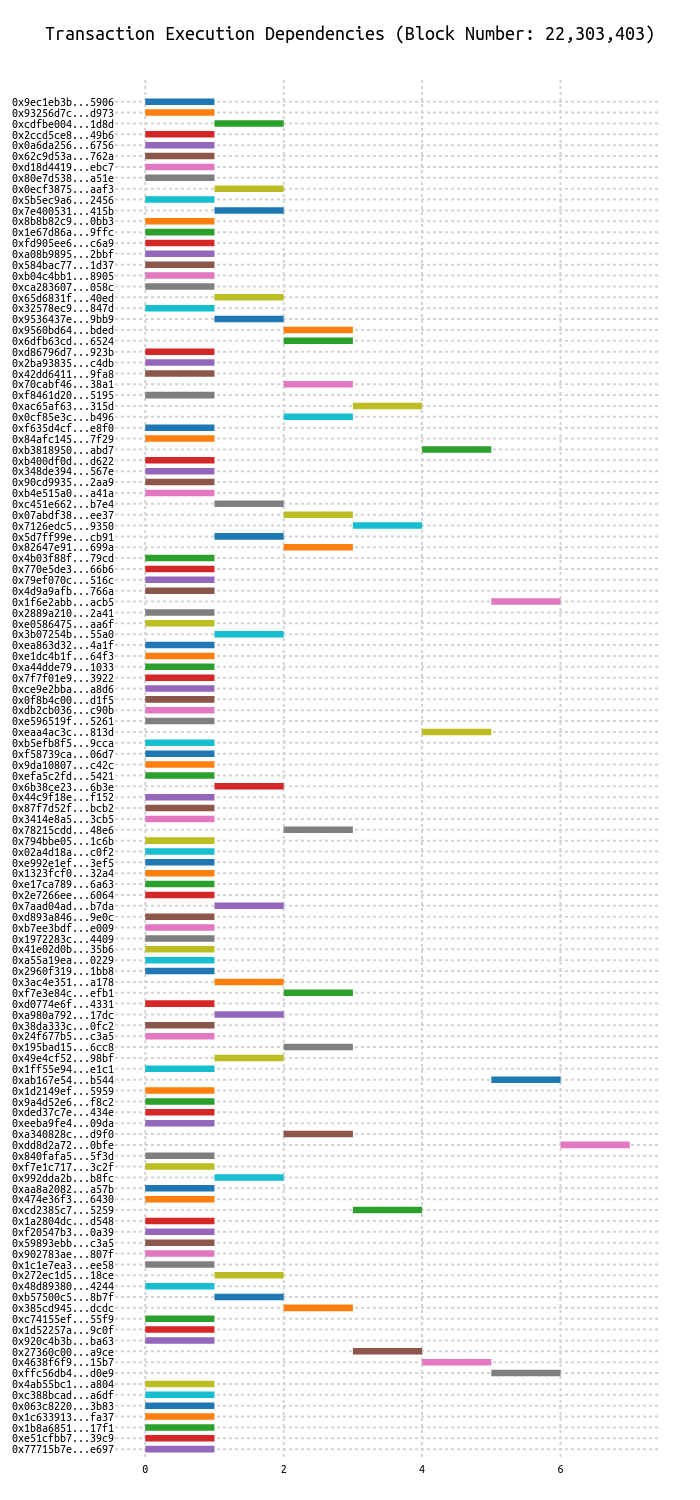 Transaction Execution Dependencies (Block Number: 22,303,403)
0x9ec1eb3b...5906
0x93256d7c...d973
0xcdfbe004...1d8d
0x2ccd5ce8...49b6
0x0a6da256...6756
0x62c9d53a...762a
0xd18d4419...ebc7
0x80e7d538...a51e
0x0ecf3875...aaf3
0x5b5ec9a6...2456
0x7e400531...415b
0x8b8b82c9...0bb3
0x1e67d86a...9ffc
0xfd905ee6...c6a9
0xa08b9895...2bbf
0x584bac77...1d37
0xb04c4bb1...8905
0xca283607...058c
0x65d6831f...40ed
0x32578ec9...847d
0x9536437e...9bb9
0x9560bd64...bded
0x6dfb63cd...6524
0xd86796d7...923b
0x2ba93835...c4db
0x42dd6411...9fa8
0x70cabf46...38a1
0xf8461d20...5195
0xac65af63...315d
0x0cf85e3c...b496
0xf635d4cf...e8f0
0x84afc145...7f29
0xb3818950...abd7
0xb400df0d...d622
0x348de394...567e
0x90cd9935...2aa9
0xb4e515a0...a41a
0xc451e662...b7e4
0x07abdf38...ee37
0x7126edc5...9350
0x5d7ff99e...cb91
0x82647e91...699a
0x4b03f88f...79cd
0x770e5de3...66b6
0x79ef070c...516c
0x4d9a9afb...766a
0x1f6e2abb...acb5
0x2889a210...2a41
0xe0586475...aa6f
0x3b07254b...55a0
0xea863d32...4a1f
0xe1dc4b1f...64f3
0xa44dde79...1033
0x7f7f01e9...3922
0xce9e2bba...a8d6
0x0f8b4c00...d1f5
0xdb2cb036...c90b
0xe596519f...5261
0xeaa4ac3c...813d
0xb5efb8f5...9cca
0xf58739ca...06d7
0x9da10807...c42c
0xefa5c2fd...5421
0x6b38ce23...6b3e
0x44c9f18e...f152
0x87f7d52f...bcb2
0x3414e8a5...3cb5
0x78215cdd...48e6
0x794bbe05...1c6b
0x02a4d18a...c0f2
0xe992e1ef...3ef5
0x1323fcf0...32a4
0xe17ca789...6a63
0x2e7266ee...6064
0x7aad04ad...b7da
0xd893a846...9e0c
0xb7ee3bdf...e009
0x1972283c...4409
0x41e02d0b...35b6
0xa55a19ea...0229
0x2960f319...1bb8
0x3ac4e351...a178
0xf7e3e84c...efb1
0xd0774e6f...4331
0xa980a792...17dc
0x38da333c...0fc2
0x24f677b5...c3a5
0x195bad15...6cc8
0x49e4cf52...98bf
0x1ff55e94...e1c1
0xab167e54...b544
0x1d2149ef...5959
0x9a4d52e6...f8c2
0xded37c7e...434e
0xeeba9fe4...09da
0xa340828c...d9f0
0xdd8d2a72...0bfe
0x840fafa5...5f3d
0xf7e1c717...3c2f
0x992dda2b...b8fc
0xaa8a2082...a57b
0x474e36f3...6430
0xcd2385c7...5259
0x1a2804dc...d548
0xf20547b3...0a39
0x59893ebb...c3a5
0x902783ae...807f
0x1c1e7ea3...ee58
0x272ec1d5...18ce
0x48d89380...4244
0xb57500c5...8b7f
0x385cd945...dcdc
0xc74155ef...55f9
0x1d52257a...9c0f
0x920c4b3b...ba63
0x27360c00...a9ce
0x4638f6f9...15b7
0xffc56db4...d0e9
0x4ab55bc1...a804
0xc388bcad...a6df
0x063c8220...3b83
0x1c633913...fa37
0x1b8a6851...17f1
0xe51cfbb7...39c9
0x77715b7e...e697
0 2 4 6